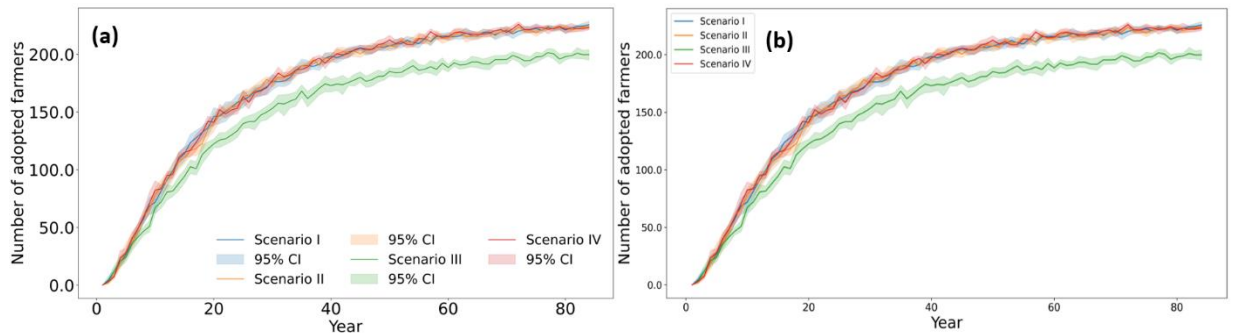 (a)
Number of adopted farmers
200.0
150.0
100.0
50.0
0.0
Scenario I
95% CI
Scenario II
95% CI
Scenario III
95% CI
Scenario IV
95% CI
0
20
40
60
80
Year
(b)
Scenario I
Scenario II
Scenario III
Scenario IV
Number of adopted farmers
200.0
150.0
100.0
50.0
0.0
0
20
40
60
80
Year